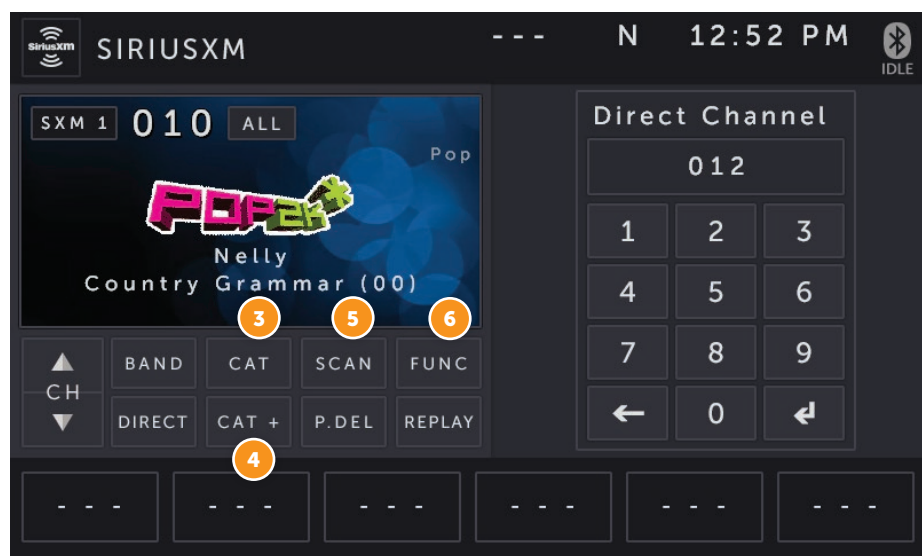 SiriusXM SIRIUSXM - - - N 12:52 PM
IDLE
SXM 1 010 ALL
Pop
POP2K
Nelly
Country Grammar (00)
3 5 6
CH
BAND CAT SCAN FUNC
DIRECT CAT + P.DEL REPLAY
4
Direct Channel
012
1 2 3
4 5 6
7 8 9
0
- - - - - - - - - - - - - - - - - -